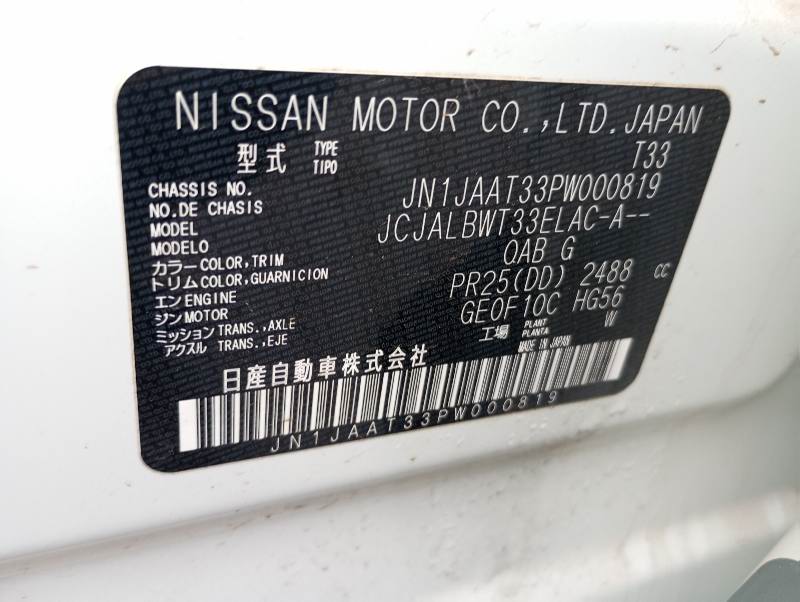 NISSAN MOTOR CO.,LTD.JAPAN
型式 TYPE TIPO T33
CHASSIS NO. JN1JAAT33PW000819
NO.DE CHASIS
MODEL JCJALBWT33ELAC-A--
MODELO
カラー COLOR,TRIM QAB G
トリム COLOR,GUARNICION
エン ENGINE PR25(DD) 2488 cc
ジン MOTOR
ミッション TRANS.,AXLE GE0F10C HG56
アクスル TRANS.,EJE
工場 PLANT PLANTA W
日産自動車株式会社 MADE IN JAPAN
JN1JAAT33PW000819